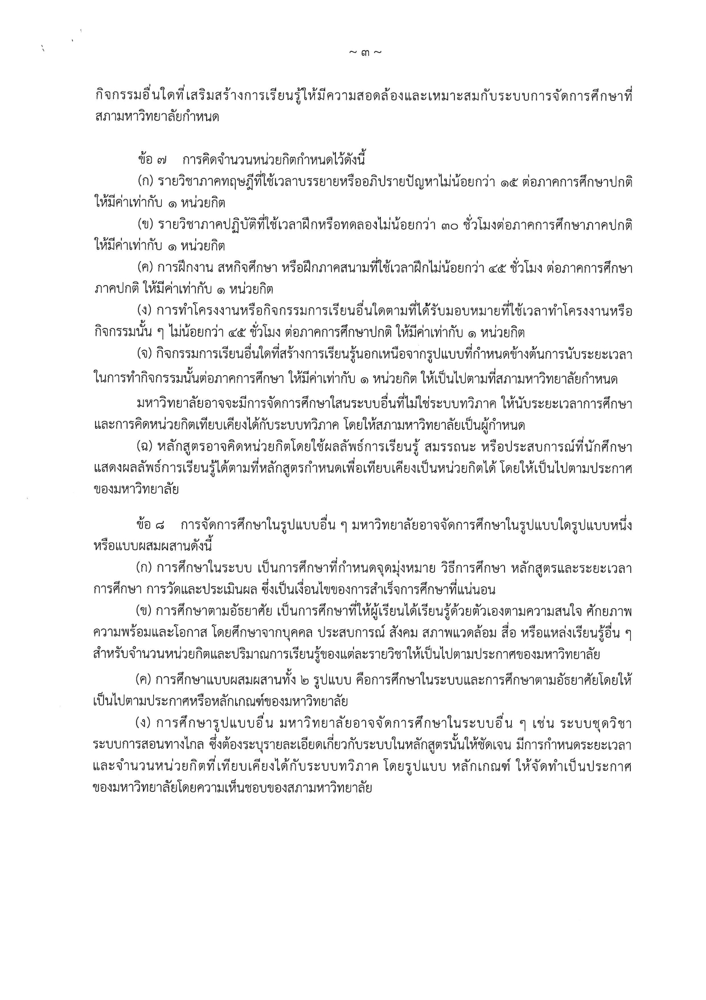 ~ ๓ ~
กิจกรรมอื่นใดที่เสริมสร้างการเรียนรู้ให้มีความสอดคล้องและเหมาะสมกับระบบการจัดการศึกษาที่
สภามหาวิทยาลัยกำหนด
ข้อ ๗ การคิดจำนวนหน่วยกิตกำหนดไว้ดังนี้
(ก) รายวิชาภาคทฤษฎีที่ใช้เวลาบรรยายหรืออภิปรายปัญหาไม่น้อยกว่า ๑๕ ต่อภาคการศึกษาปกติ
ให้มีค่าเท่ากับ ๑ หน่วยกิต
(ข) รายวิชาภาคปฏิบัติที่ใช้เวลาฝึกหรือทดลองไม่น้อยกว่า ๓๐ ชั่วโมงต่อภาคการศึกษาภาคปกติ
ให้มีค่าเท่ากับ ๑ หน่วยกิต
(ค) การฝึกงาน สหกิจศึกษา หรือฝึกภาคสนามที่ใช้เวลาฝึกไม่น้อยกว่า ๔๕ ชั่วโมง ต่อภาคการศึกษา
ภาคปกติ ให้มีค่าเท่ากับ ๑ หน่วยกิต
(ง) การทำโครงงานหรือกิจกรรมการเรียนอื่นใดตามที่ได้รับมอบหมายที่ใช้เวลาทำโครงงานหรือ
กิจกรรมนั้น ๆ ไม่น้อยกว่า ๔๕ ชั่วโมง ต่อภาคการศึกษาปกติ ให้มีค่าเท่ากับ ๑ หน่วยกิต
(จ) กิจกรรมการเรียนอื่นใดที่สร้างการเรียนรู้นอกเหนือจากรูปแบบที่กำหนดข้างต้นการนับระยะเวลา
ในการทำกิจกรรมนั้นต่อภาคการศึกษา ให้มีค่าเท่ากับ ๑ หน่วยกิต ให้เป็นไปตามที่สภามหาวิทยาลัยกำหนด
มหาวิทยาลัยอาจจะมีการจัดการศึกษาใสนระบบอื่นที่ไม่ใช่ระบบทวิภาค ให้นับระยะเวลาการศึกษา
และการคิดหน่วยกิตเทียบเคียงได้กับระบบทวิภาค โดยให้สภามหาวิทยาลัยเป็นผู้กำหนด
(ฉ) หลักสูตรอาจคิดหน่วยกิตโดยใช้ผลลัพธ์การเรียนรู้ สมรรถนะ หรือประสบการณ์ที่นักศึกษา
แสดงผลลัพธ์การเรียนรู้ได้ตามที่หลักสูตรกำหนดเพื่อเทียบเคียงเป็นหน่วยกิตได้ โดยให้เป็นไปตามประกาศ
ของมหาวิทยาลัย
ข้อ ๘ การจัดการศึกษาในรูปแบบอื่น ๆ มหาวิทยาลัยอาจจัดการศึกษาในรูปแบบใดรูปแบบหนึ่ง
หรือแบบผสมผสานดังนี้
(ก) การศึกษาในระบบ เป็นการศึกษาที่กำหนดจุดมุ่งหมาย วิธีการศึกษา หลักสูตรและระยะเวลา
การศึกษา การวัดและประเมินผล ซึ่งเป็นเงื่อนไขของการสำเร็จการศึกษาที่แน่นอน
(ข) การศึกษาตามอัธยาศัย เป็นการศึกษาที่ให้ผู้เรียนได้เรียนรู้ด้วยตัวเองตามความสนใจ ศักยภาพ
ความพร้อมและโอกาส โดยศึกษาจากบุคคล ประสบการณ์ สังคม สภาพแวดล้อม สื่อ หรือแหล่งเรียนรู้อื่น ๆ
สำหรับจำนวนหน่วยกิตและปริมาณการเรียนรู้ของแต่ละรายวิชาให้เป็นไปตามประกาศของมหาวิทยาลัย
(ค) การศึกษาแบบผสมผสานทั้ง ๒ รูปแบบ คือการศึกษาในระบบและการศึกษาตามอัธยาศัยโดยให้
เป็นไปตามประกาศหรือหลักเกณฑ์ของมหาวิทยาลัย
(ง) การศึกษารูปแบบอื่น มหาวิทยาลัยอาจจัดการศึกษาในระบบอื่น ๆ เช่น ระบบชุดวิชา
ระบบการสอนทางไกล ซึ่งต้องระบุรายละเอียดเกี่ยวกับระบบในหลักสูตรนั้นให้ชัดเจน มีการกำหนดระยะเวลา
และจำนวนหน่วยกิตที่เทียบเคียงได้กับระบบทวิภาค โดยรูปแบบ หลักเกณฑ์ ให้จัดทำเป็นประกาศ
ของมหาวิทยาลัยโดยความเห็นชอบของสภามหาวิทยาลัย